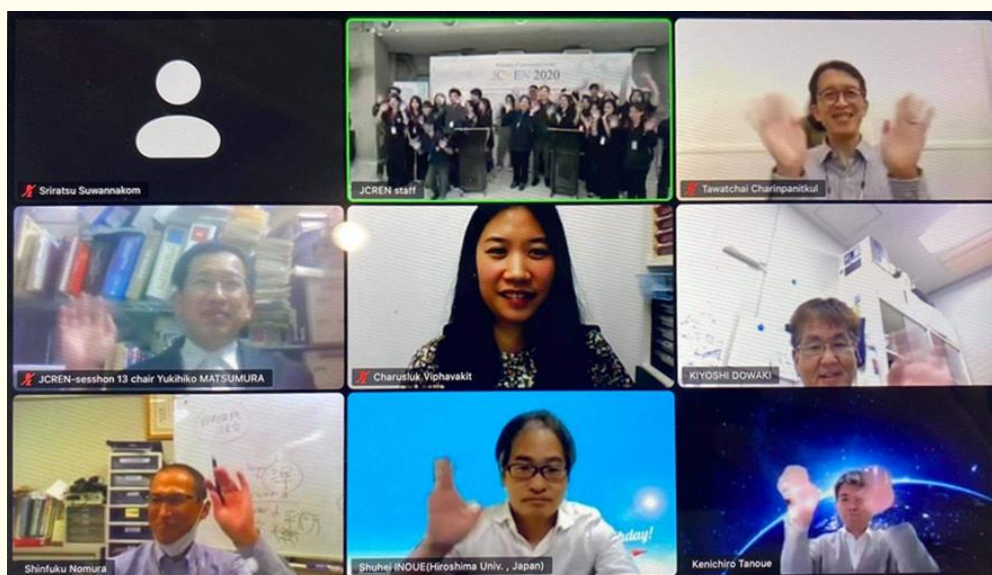 JCREN 2020
Sriratsu Suwannakom
JCREN staff
Tawatchai Charinpanitkul
JCREN-sesshon 13 chair Yukihiko MATSUMURA
Charusluk Viphavakit
KIYOSHI DOWAKI
hday!
Shinfuku Nomura
Shuhei INOUE(Hiroshima Univ. , Japan)
Kenichiro Tanoue